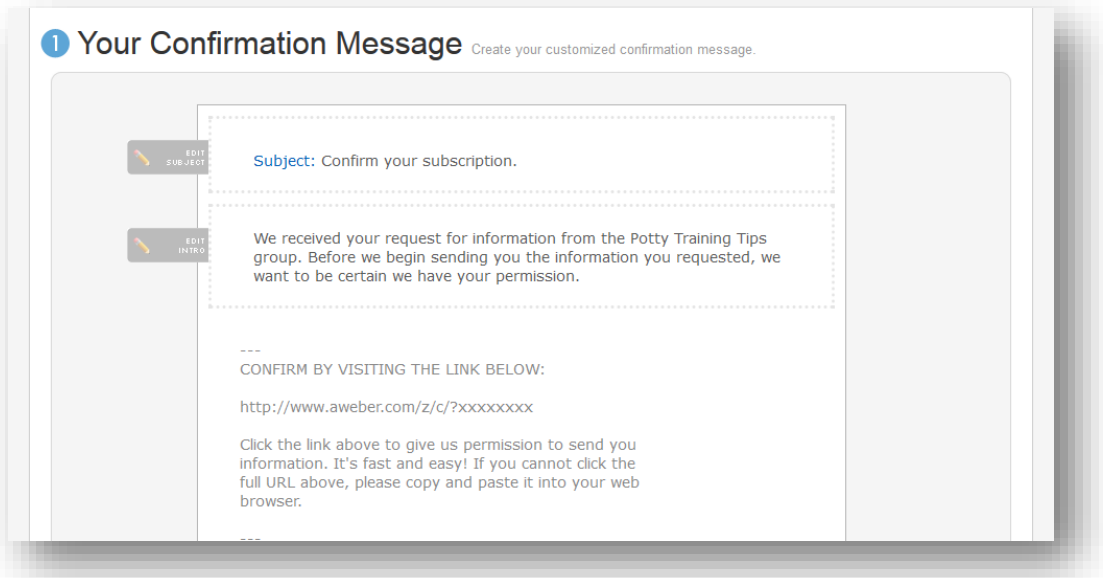 1 Your Confirmation Message Create your customized confirmation message.
EDIT
SUBJECT
Subject: Confirm your subscription.
EDIT
INTRO
We received your request for information from the Potty Training Tips
group. Before we begin sending you the information you requested, we
want to be certain we have your permission.
---
CONFIRM BY VISITING THE LINK BELOW:
http://www.aweber.com/z/c/?xxxxxxxx
Click the link above to give us permission to send you
information. It's fast and easy! If you cannot click the
full URL above, please copy and paste it into your web
browser.
---